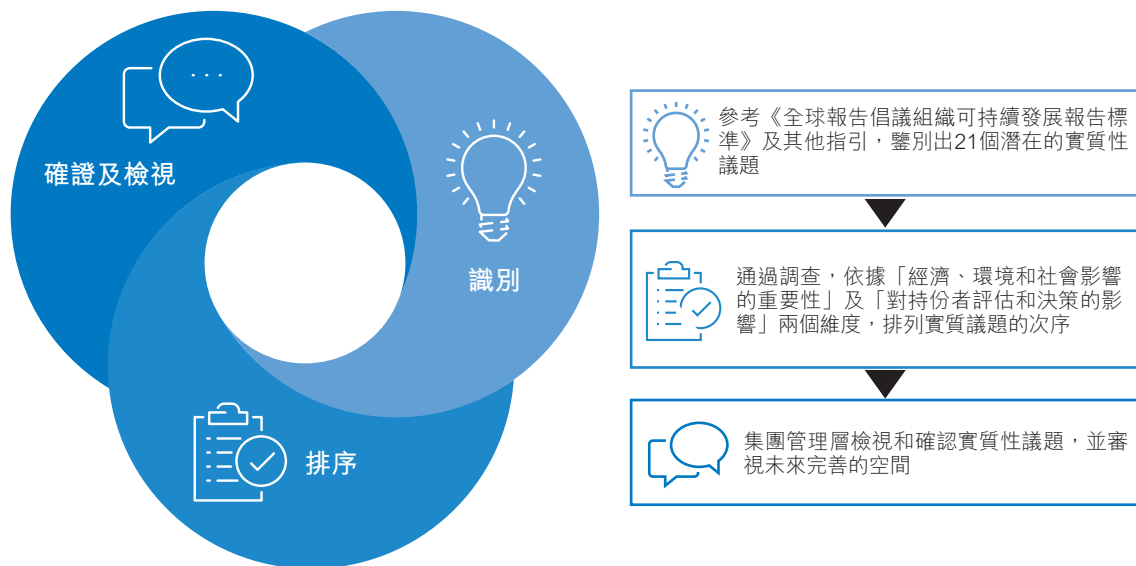 確證及檢視
識別
排序
參考《全球報告倡議組織可持續發展報告標
準》及其他指引，鑒別出21個潛在的實質性
議題
通過調查，依據「經濟、環境和社會影響
的重要性」及「對持份者評估和決策的影
響」兩個維度，排列實質議題的次序
集團管理層檢視和確認實質性議題，並審
視未來完善的空間